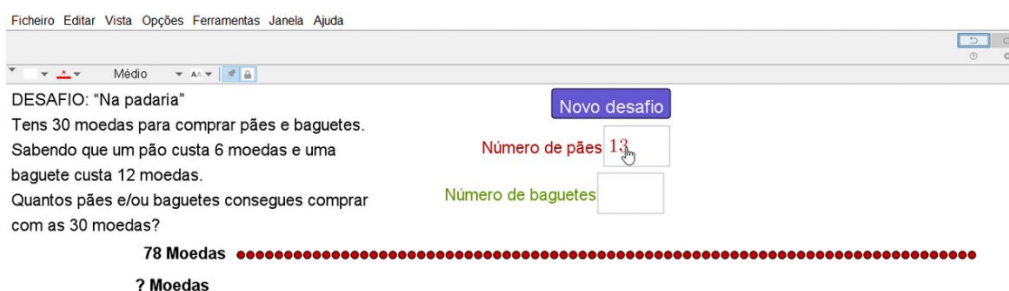 Ficheiro Editar Vista Opções Ferramentas Janela Ajuda
A Médio AA
DESAFIO: "Na padaria"
Tens 30 moedas para comprar pães e baguetes.
Sabendo que um pão custa 6 moedas e uma
baguete custa 12 moedas.
Quantos pães e/ou baguetes consegues comprar
com as 30 moedas?
Novo desafio
Número de pães 13
Número de baguetes
78 Moedas
? Moedas